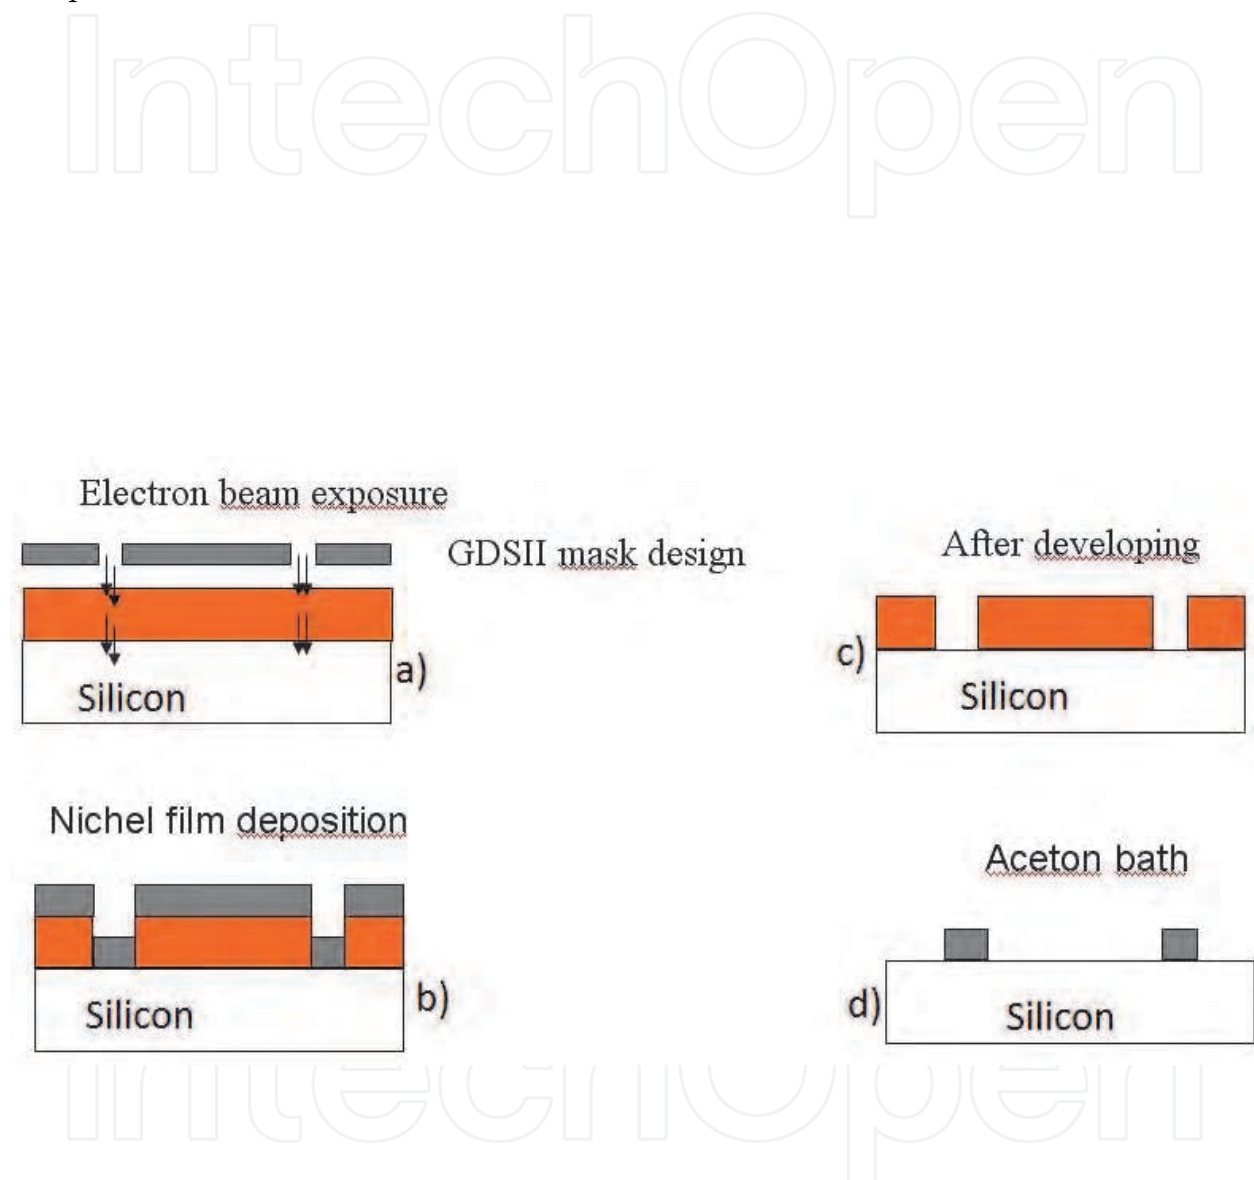 IntechOpen
Electron beam exposure
GDSII mask design
After developing
a)
Silicon
c)
Silicon
Nichel film deposition
Aceton bath
b)
Silicon
d)
Silicon
IntechOpen